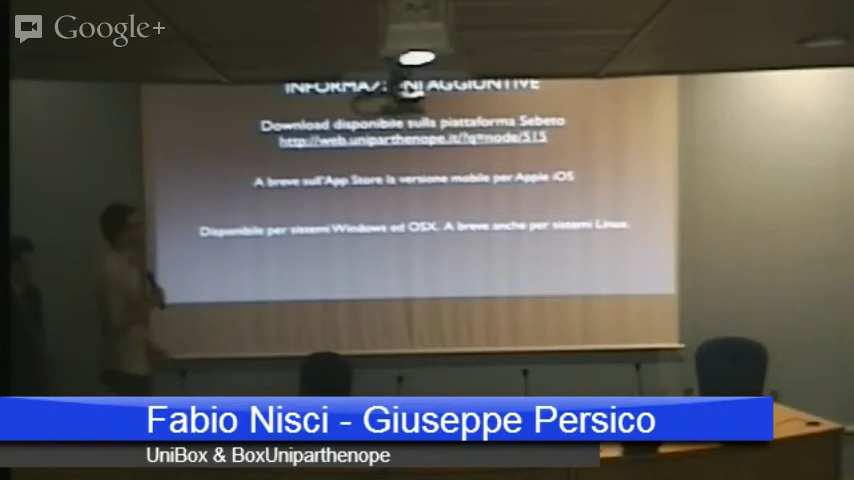 Google+
INFORMAZIONI AGGIUNTIVE
Download disponibile sulla piattaforma Sebeto
http://web.uniparthenope.it/?q=node/515
A breve sull'App Store la versione mobile per Apple iOS
Disponibile per sistemi Windows ed OSX. A breve anche per sistemi Linux.
Fabio Nisci - Giuseppe Persico
UniBox & BoxUniparthenope